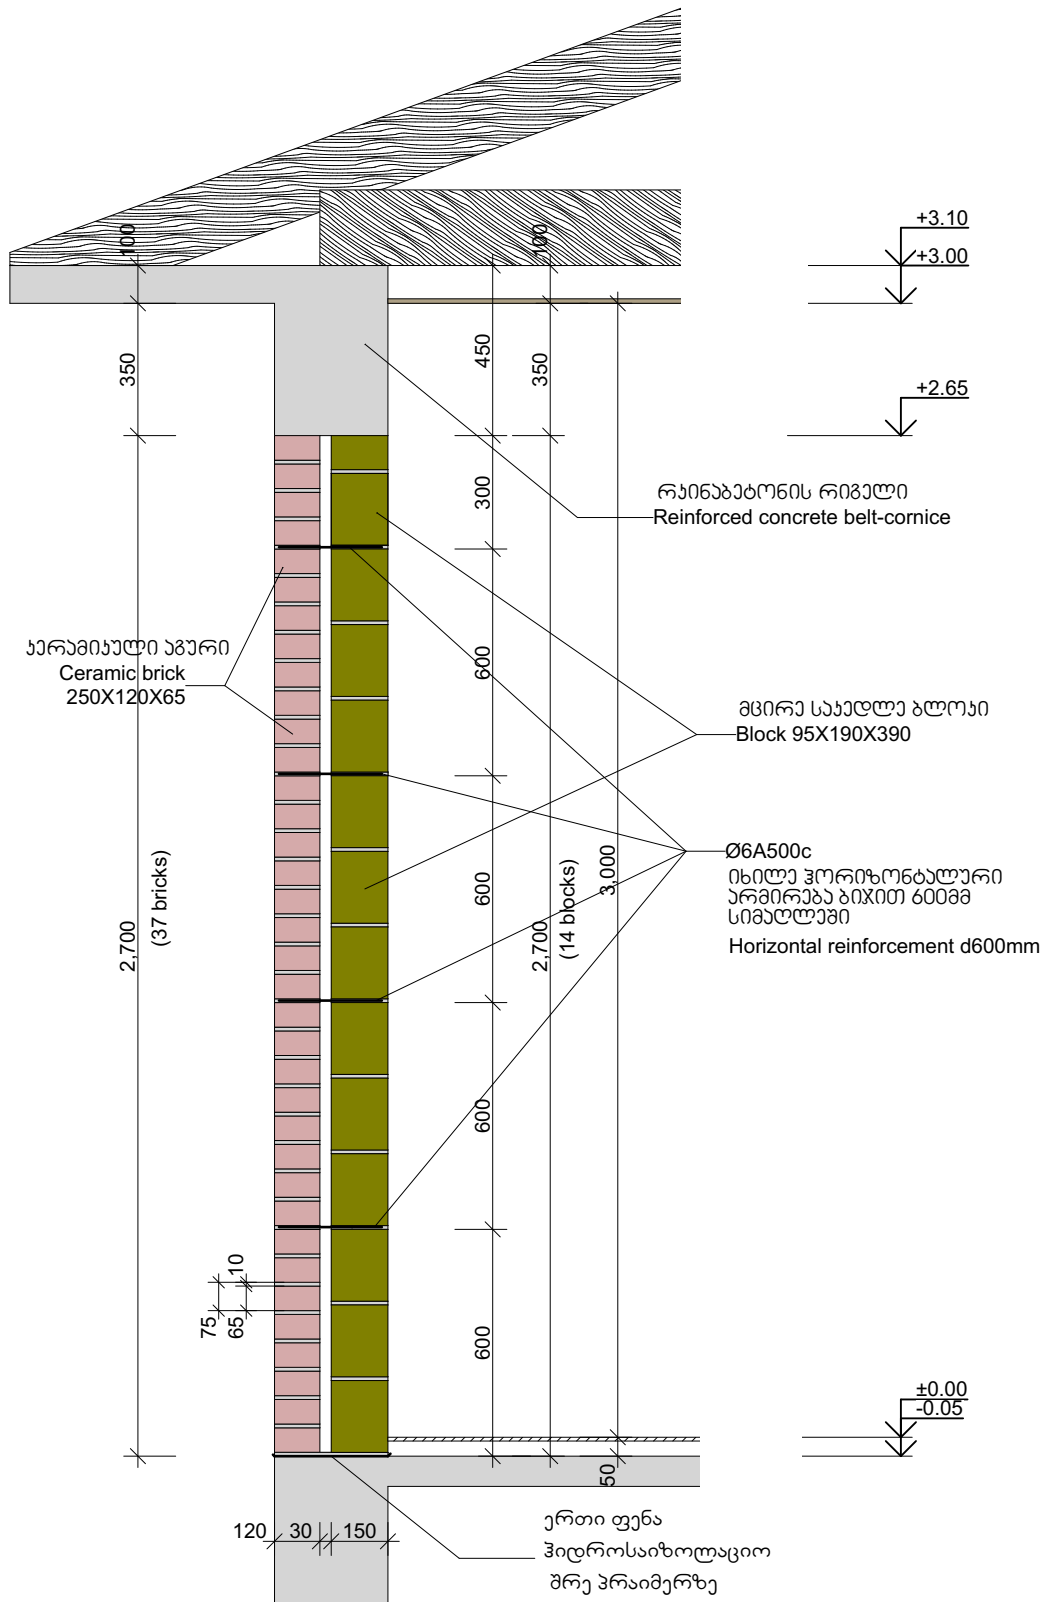 +3.10
+3.00
100
100
350
450
350
+2.65
რკინაბეტონის რიგელი
Reinforced concrete belt-cornice
300
კერამიკული აგური
Ceramic brick
250X120X65
600
მცირე საკედლე ბლოკი
Block 95X190X390
Ø6A500c
იხილე ჰორიზონტალური
არმირება ბიჯით 600მმ
სიმაღლეში
Horizontal reinforcement d600mm
2,700
(37 bricks)
600
2,700
(14 blocks)
3,000
600
10
75
65
600
±0.00
-0.05
50
120
30
150
ერთი ფენა
ჰიდროსაიზოლაციო
შრე პრაიმერზე